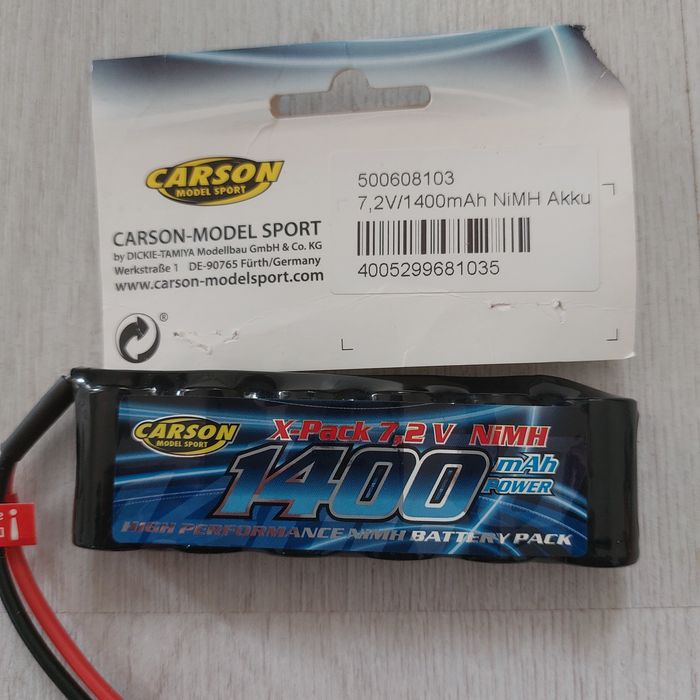 CARSON
MODEL SPORT
CARSON-MODEL SPORT
by DICKIE-TAMIYA Modellbau GmbH & Co. KG
Werkstraße 1 DE-90765 Fürth/Germany
www.carson-modelsport.com
®
500608103
7,2V/1400mAh NiMH Akku
4005299681035
CARSON
MODEL SPORT
X-Pack 7,2 V NiMH
1400 mAh
POWER
HIGH PERFORMANCE NIMH BATTERY PACK